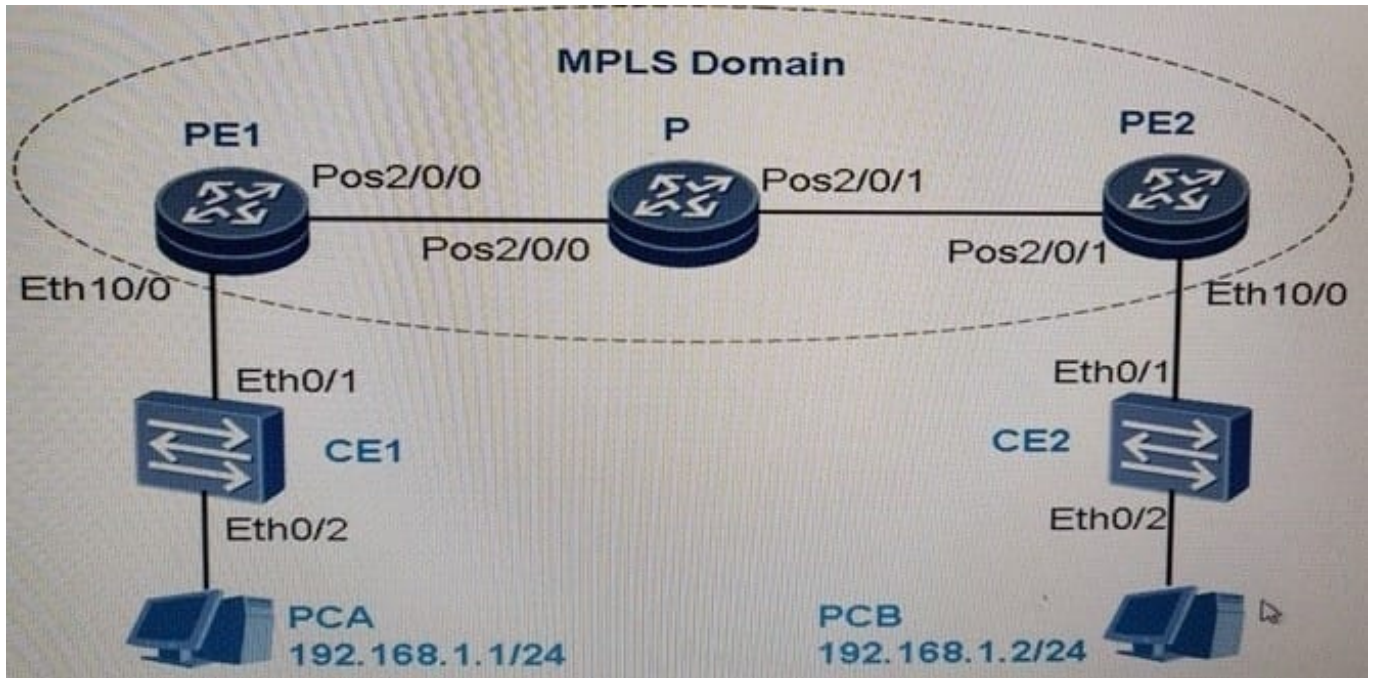 MPLS Domain
PE1
P
PE2
Pos2/0/0
Pos2/0/1
Pos2/0/0
Pos2/0/1
Eth10/0
Eth10/0
Eth0/1
Eth0/1
CE1
CE2
Eth0/2
Eth0/2
PCA
192.168.1.1/24
PCB
192.168.1.2/24